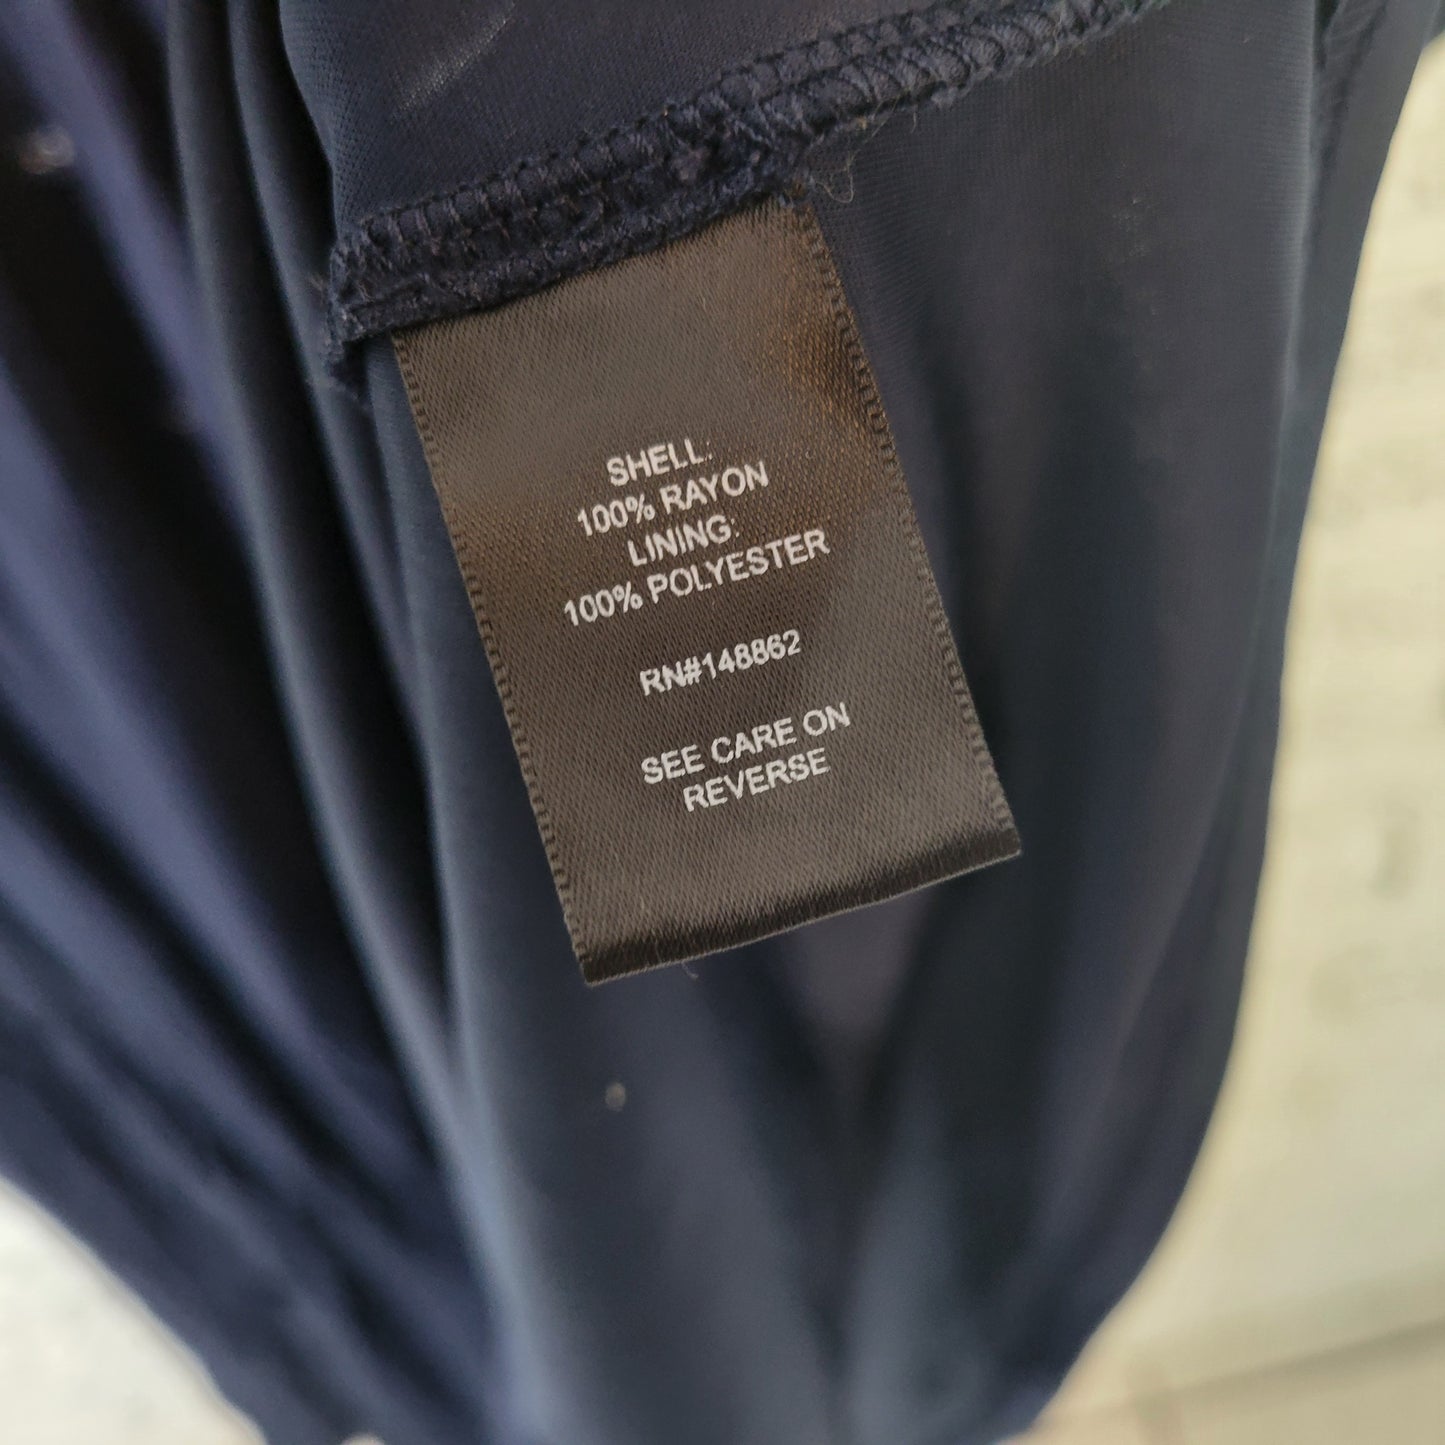 SHELL:
100% RAYON
LINING:
100% POLYESTER
RN#148862
SEE CARE ON
REVERSE